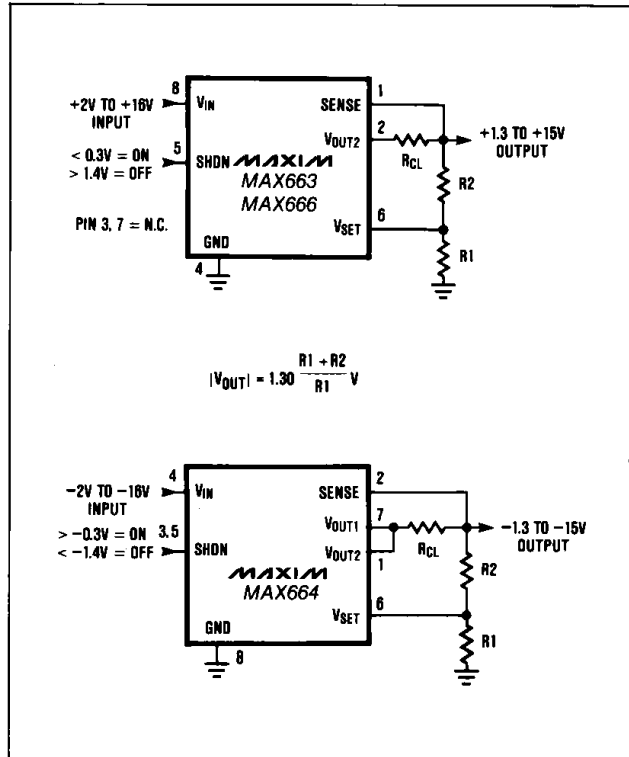 8
VIN
+2V TO +16V
INPUT
5
< 0.3V = ON
> 1.4V = OFF
SHDN
PIN 3, 7 = N.C.
MAXIM
MAX663
MAX666
GND
4
SENSE
1
VOUT2
2
RCL
+1.3 TO +15V
OUTPUT
R2
VSET
6
R1
|VOUT| = 1.30 R1 + R2
R1
V
4
VIN
–2V TO –16V
INPUT
3.5
> –0.3V = ON
< –1.4V = OFF
SHDN
MAXIM
MAX664
GND
8
SENSE
2
VOUT1
7
VOUT2
1
RCL
–1.3 TO –15V
OUTPUT
R2
VSET
6
R1